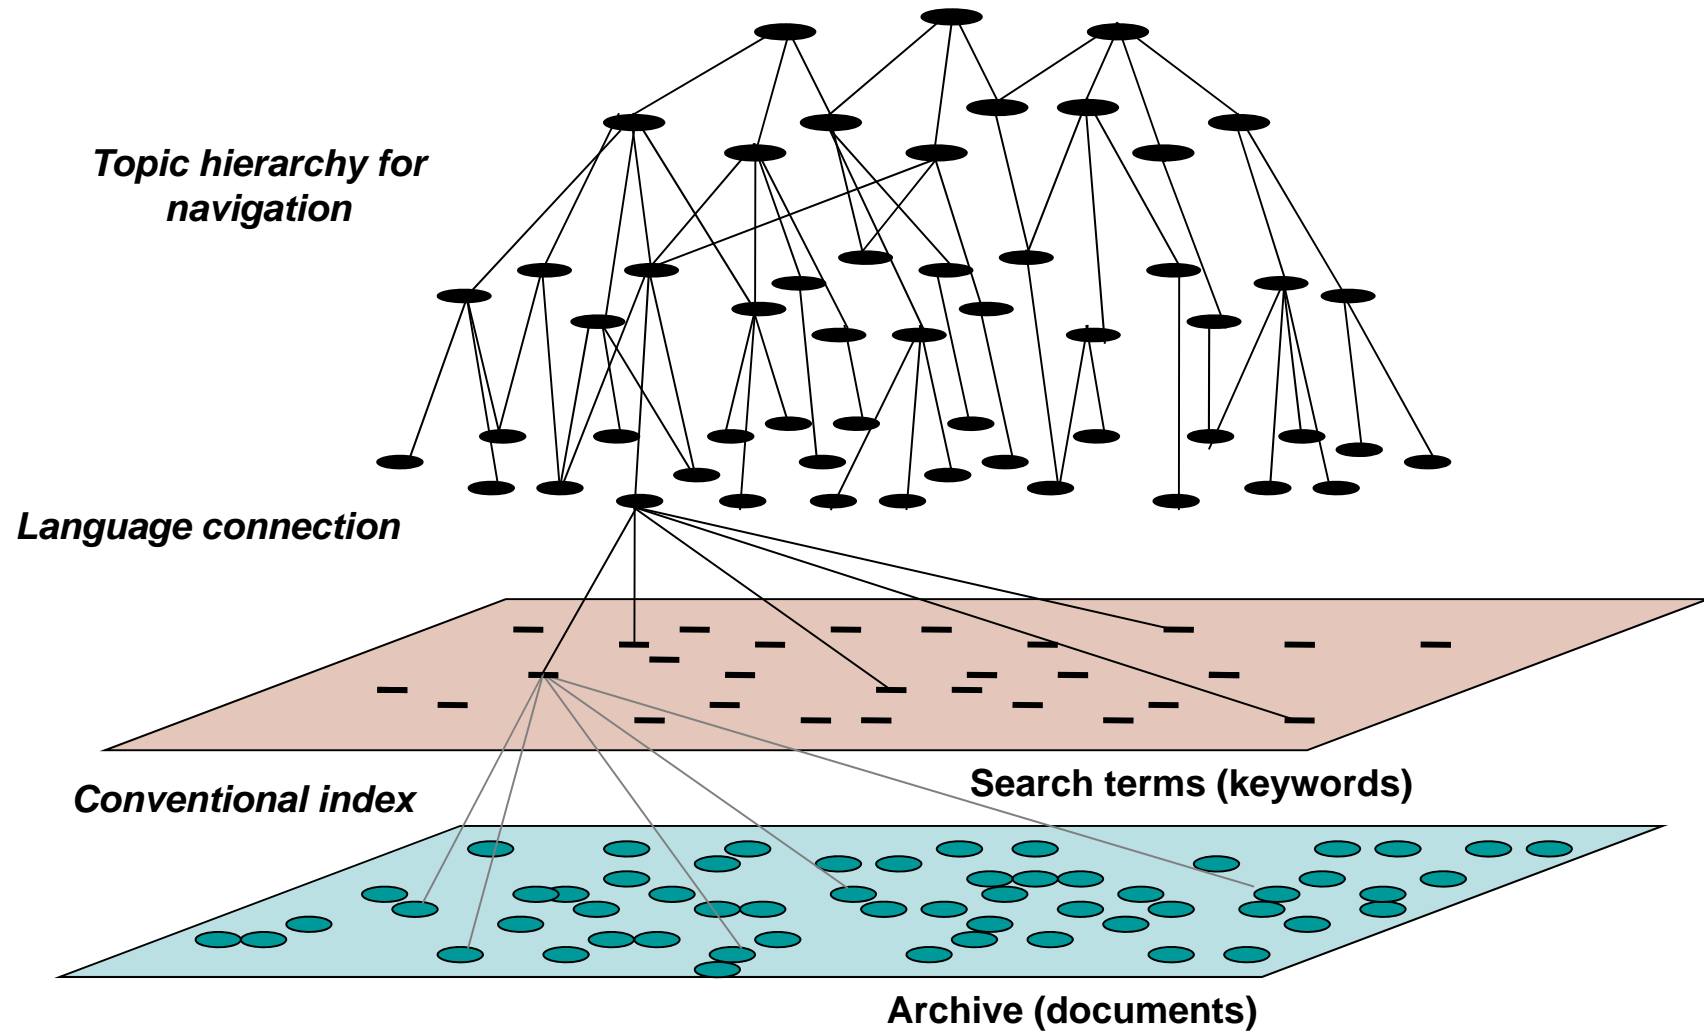 Topic hierarchy for
navigation
Language connection
Search terms (keywords)
Conventional index
Archive (documents)